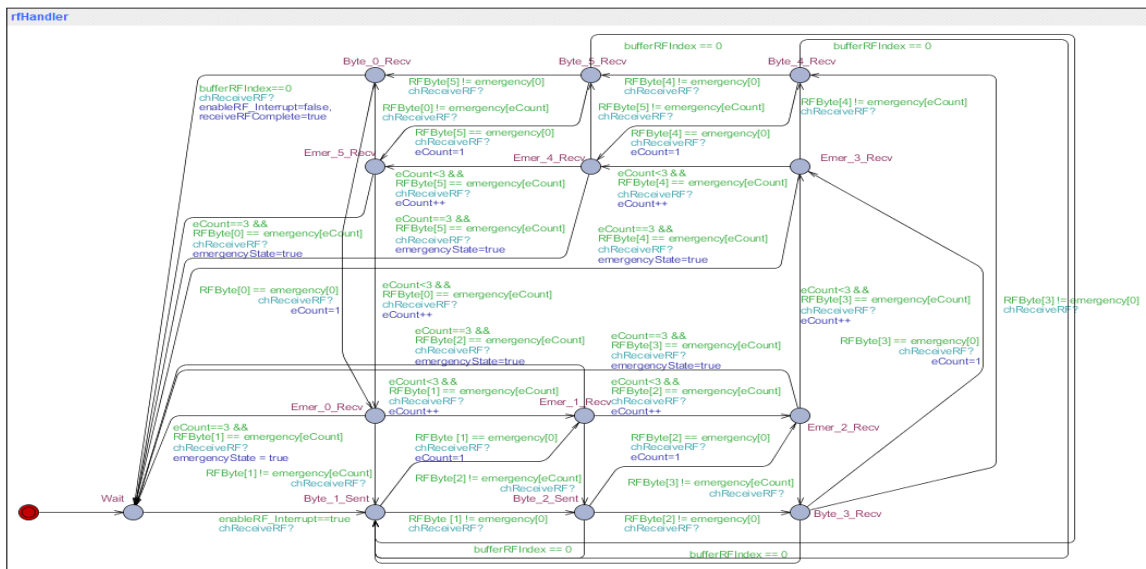 rfHandler
bufferRFIndex == 0
bufferRFIndex == 0
Byte_0_Recv
Byte_5_Recv
Byte_4_Recv
bufferRFIndex==0
chReceiveRF?
enableRF_Interrupt=false,
receiveRFComplete=true
RFByte[5] != emergency[0]
chReceiveRF?
RFByte[4] != emergency[0]
chReceiveRF?
RFByte[0] != emergency[eCount]
chReceiveRF?
RFByte[5] != emergency[eCount]
chReceiveRF?
RFByte[4] != emergency[eCount]
chReceiveRF?
RFByte[5] == emergency[0]
chReceiveRF?
eCount=1
RFByte[4] == emergency[0]
chReceiveRF?
eCount=1
Emer_5_Recv
Emer_4_Recv
Emer_3_Recv
eCount<3 &&
RFByte[5] == emergency[eCount]
chReceiveRF?
eCount++
eCount<3 &&
RFByte[4] == emergency[eCount]
chReceiveRF?
eCount++
eCount==3 &&
RFByte[0] == emergency[eCount]
chReceiveRF?
emergencyState=true
eCount==3 &&
RFByte[5] == emergency[eCount]
chReceiveRF?
emergencyState=true
eCount==3 &&
RFByte[4] == emergency[eCount]
chReceiveRF?
emergencyState=true
RFByte[0] == emergency[0]
chReceiveRF?
eCount=1
eCount<3 &&
RFByte[0] == emergency[eCount]
chReceiveRF?
eCount++
eCount<3 &&
RFByte[3] == emergency[eCount]
chReceiveRF?
eCount++
RFByte[3] != emergency[0]
chReceiveRF?
RFByte[3] == emergency[0]
chReceiveRF?
eCount=1
eCount==3 &&
RFByte[2] == emergency[eCount]
chReceiveRF?
emergencyState=true
eCount==3 &&
RFByte[3] == emergency[eCount]
chReceiveRF?
emergencyState=true
eCount<3 &&
RFByte[1] == emergency[eCount]
chReceiveRF?
eCount++
eCount<3 &&
RFByte[2] == emergency[eCount]
chReceiveRF?
eCount++
Emer_0_Recv
Emer_1_Recv
Emer_2_Recv
eCount==3 &&
RFByte[1] == emergency[eCount]
chReceiveRF?
emergencyState = true
RFByte [1] == emergency[0]
chReceiveRF?
eCount=1
RFByte[2] == emergency[0]
chReceiveRF?
eCount=1
RFByte[1] != emergency[eCount]
chReceiveRF?
RFByte[2] != emergency[eCount]
chReceiveRF?
RFByte[3] != emergency[eCount]
chReceiveRF?
Wait
Byte_1_Sent
Byte_2_Sent
Byte_3_Recv
enableRF_Interrupt==true
chReceiveRF?
RFByte [1] != emergency[0]
chReceiveRF?
RFByte[2] != emergency[0]
chReceiveRF?
bufferRFIndex == 0
bufferRFIndex == 0